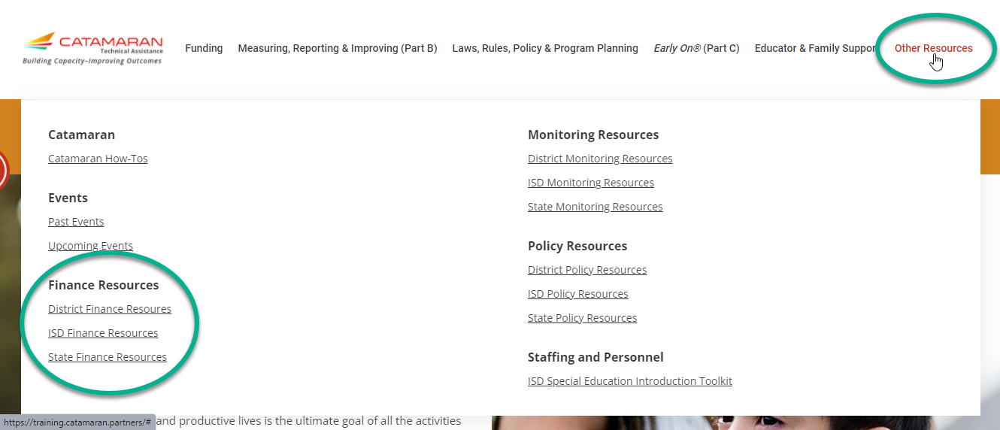 CATAMARAN
Technical Assistance
Building Capacity–Improving Outcomes
Funding
Measuring, Reporting & Improving (Part B)
Laws, Rules, Policy & Program Planning
Early On® (Part C)
Educator & Family Suppor
Other Resources
Catamaran
Catamaran How-Tos
Events
Past Events
Upcoming Events
Finance Resources
District Finance Resoures
ISD Finance Resources
State Finance Resources
Monitoring Resources
District Monitoring Resources
ISD Monitoring Resources
State Monitoring Resources
Policy Resources
District Policy Resources
ISD Policy Resources
State Policy Resources
Staffing and Personnel
ISD Special Education Introduction Toolkit
https://training.catamaran.partners/#
and productive lives is the ultimate goal of all the activities